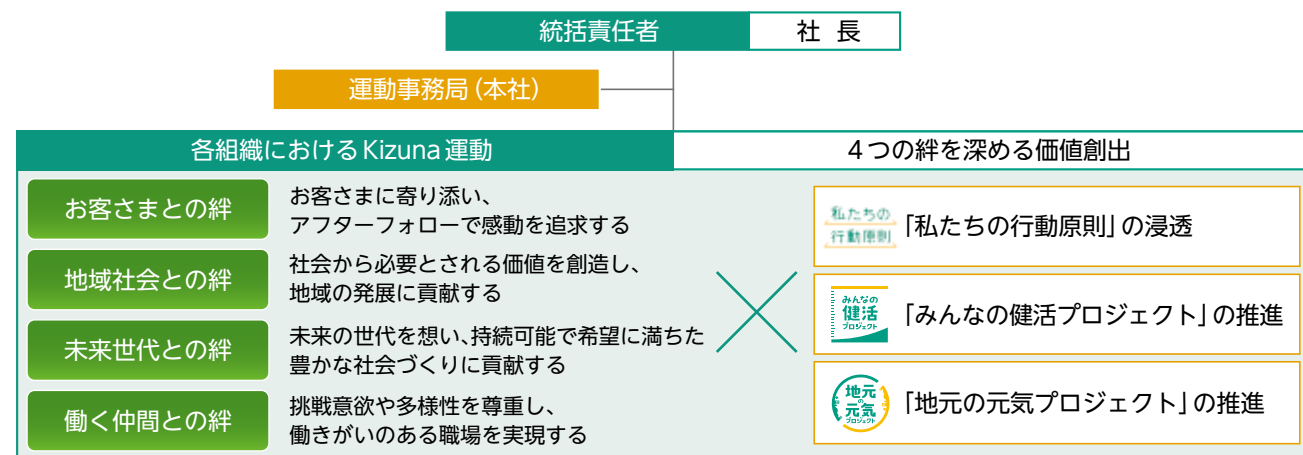 統括責任者
社 長
運動事務局(本社)
各組織におけるKizuna運動
4つの絆を深める価値創出
お客さまとの絆
お客さまに寄り添い、
アフターフォローで感動を追求する
地域社会との絆
社会から必要とされる価値を創造し、
地域の発展に貢献する
未来世代との絆
未来の世代を想い、持続可能で希望に満ちた
豊かな社会づくりに貢献する
働く仲間との絆
挑戦意欲や多様性を尊重し、
働きがいのある職場を実現する
私たちの
行動原則
「私たちの行動原則」の浸透
みんなの
健活
プロジェクト
「みんなの健活プロジェクト」の推進
地元
の
元気
プロジェクト
「地元の元気プロジェクト」の推進